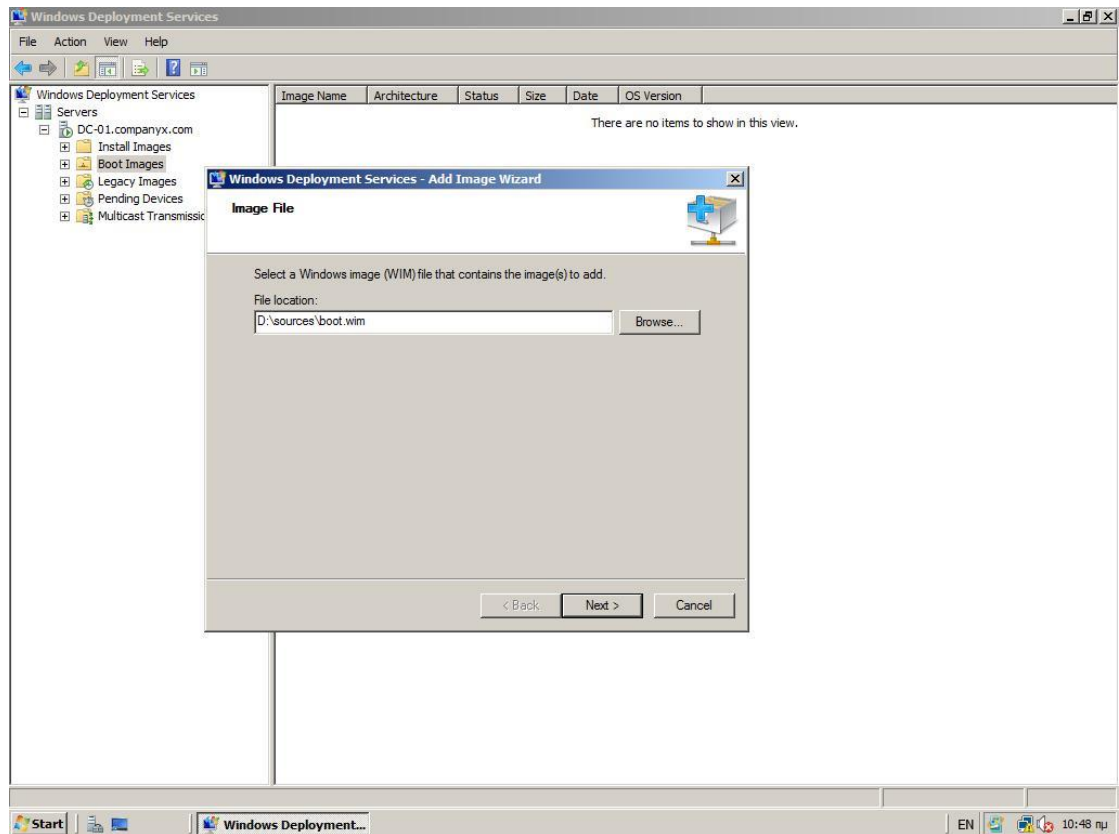 Windows Deployment Services
File Action View Help
Windows Deployment Services
Servers
DC-01.companyx.com
Install Images
Boot Images
Legacy Images
Pending Devices
Multicast Transmissio
Image Name Architecture Status Size Date OS Version
There are no items to show in this view.
Windows Deployment Services - Add Image Wizard
Image File
Select a Windows image (WIM) file that contains the image(s) to add.
File location:
D:\sources\boot.wim
Browse...
< Back Next > Cancel
Start Windows Deployment... EN 10:48 πμ